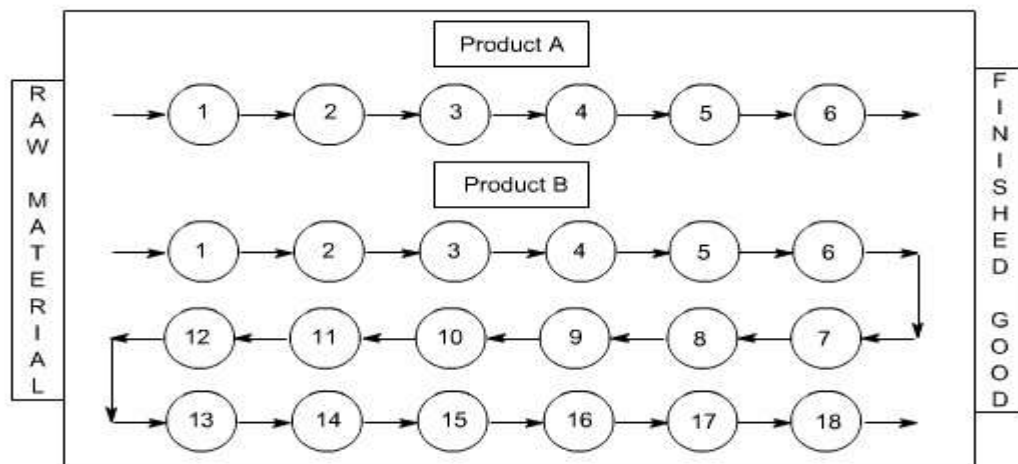 Product A
RAW MATERIAL
1 2 3 4 5 6
Product B
1 2 3 4 5 6
12 11 10 9 8 7
13 14 15 16 17 18
FINISHED GOOD